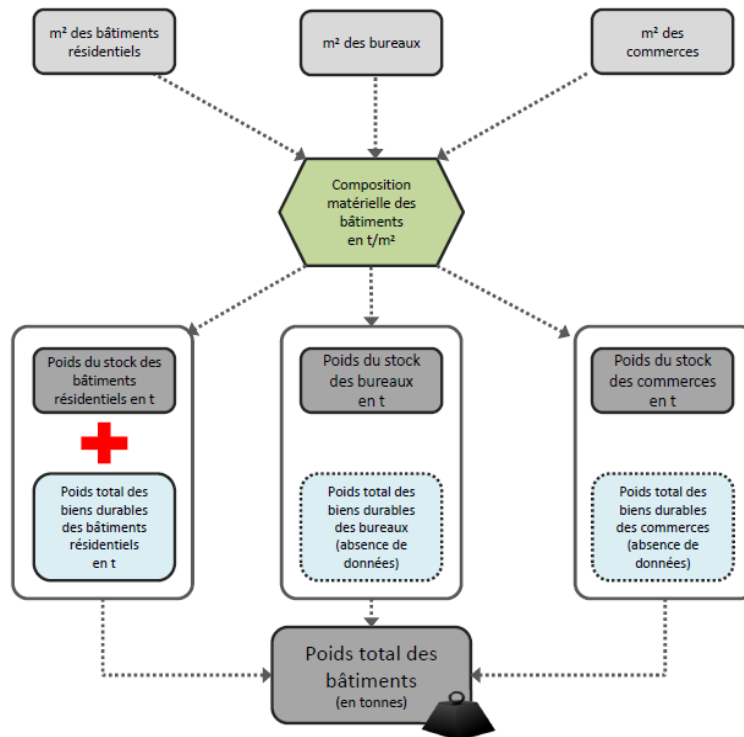 m² des bâtiments
résidentiels
m² des bureaux
m² des
commerces
Composition
matérielle des
bâtiments
en t/m²
Poids du stock des
bâtiments
résidentiels en t
Poids total des
biens durables
des bâtiments
résidentiels
en t
Poids du stock
des bureaux
en t
Poids total des
biens durables
des bureaux
(absence de
données)
Poids du stock
des commerces
en t
Poids total des
biens durables
des commerces
(absence de
données)
Poids total des
bâtiments
(en tonnes)